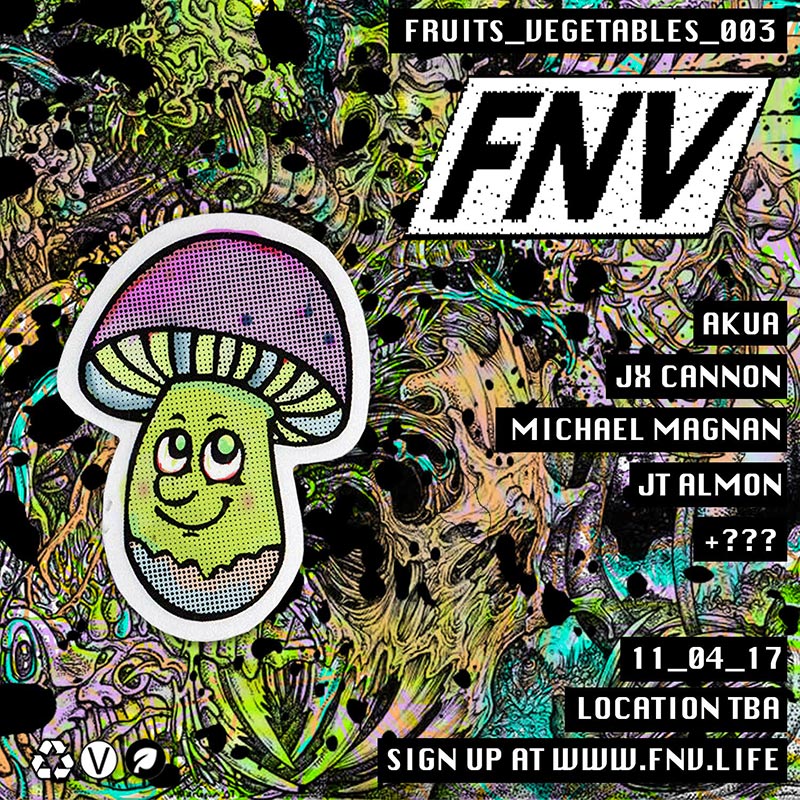 FRUITS_VEGETABLES_003
FNV
AKUA
JX CANNON
MICHAEL MAGNAN
JT ALMON
+???
11_04_17
LOCATION TBA
V
SIGN UP AT WWW.FNV.LIFE